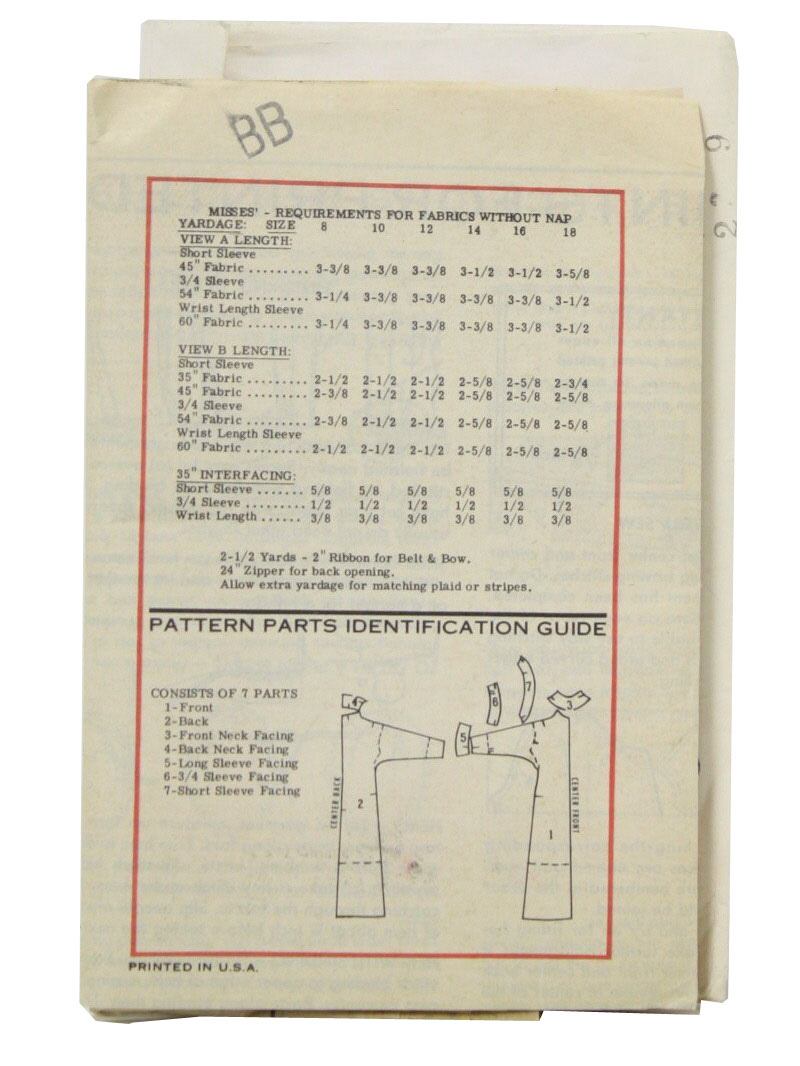 BB
6
2 2
MISSES' - REQUIREMENTS FOR FABRICS WITHOUT NAP
YARDAGE: SIZE 8 10 12 14 16 18
VIEW A LENGTH:
Short Sleeve
45" Fabric ......... 3-3/8 3-3/8 3-3/8 3-1/2 3-1/2 3-5/8
3/4 Sleeve
54" Fabric ......... 3-1/4 3-3/8 3-3/8 3-3/8 3-3/8 3-1/2
Wrist Length Sleeve
60" Fabric ......... 3-1/4 3-3/8 3-3/8 3-3/8 3-3/8 3-1/2
VIEW B LENGTH:
Short Sleeve
35" Fabric ......... 2-1/2 2-1/2 2-1/2 2-5/8 2-5/8 2-3/4
45" Fabric ......... 2-3/8 2-1/2 2-1/2 2-5/8 2-5/8 2-5/8
3/4 Sleeve
54" Fabric ......... 2-3/8 2-1/2 2-1/2 2-5/8 2-5/8 2-5/8
Wrist Length Sleeve
60" Fabric ......... 2-1/2 2-1/2 2-1/2 2-5/8 2-5/8 2-5/8
35" INTERFACING:
Short Sleeve ....... 5/8 5/8 5/8 5/8 5/8 5/8
3/4 Sleeve ......... 1/2 1/2 1/2 1/2 1/2 1/2
Wrist Length ...... 3/8 3/8 3/8 3/8 3/8 3/8
2-1/2 Yards - 2" Ribbon for Belt & Bow.
24" Zipper for back opening.
Allow extra yardage for matching plaid or stripes.
PATTERN PARTS IDENTIFICATION GUIDE
CONSISTS OF 7 PARTS
1-Front
2-Back
3-Front Neck Facing
4-Back Neck Facing
5-Long Sleeve Facing
6-3/4 Sleeve Facing
7-Short Sleeve Facing
4
6
7
3
5
CENTER BACK
2
1
CENTER FRONT
PRINTED IN U.S.A.